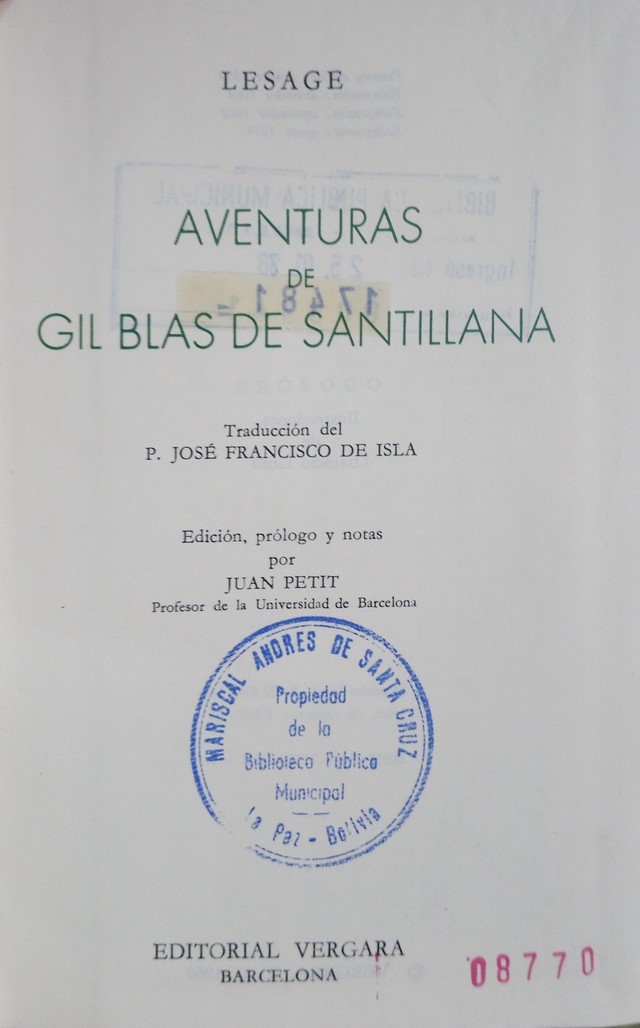 LESAGE
AVENTURAS
DE
GIL BLAS DE SANTILLANA
Traducción del
P. JOSÉ FRANCISCO DE ISLA
Edición, prólogo y notas
por
JUAN PETIT
Profesor de la Universidad de Barcelona
MARISCAL ANDRES DE SANTA CRUZ
Propiedad
de la
Biblioteca Pública
Municipal
La Paz - Bolivia
EDITORIAL VERGARA
BARCELONA
08770